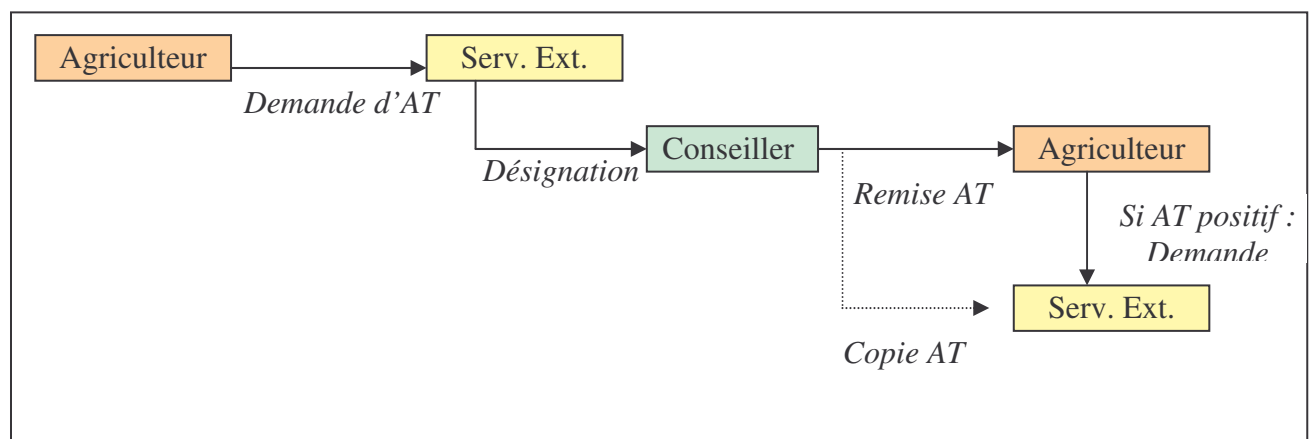 Agriculteur
Serv. Ext.
Demande d'AT
Désignation
Conseiller
Agriculteur
Remise AT
Si AT positif :
Demande
Serv. Ext.
Copie AT